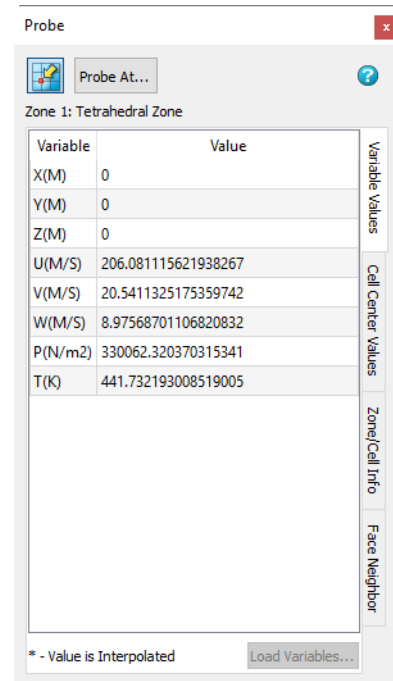 Probe
x
Probe At...
?
Zone 1: Tetrahedral Zone
Variable Value
X(M) 0
Y(M) 0
Z(M) 0
U(M/S) 206.081115621938267
V(M/S) 20.5411325175359742
W(M/S) 8.97568701106820832
P(N/m2) 330062.320370315341
T(K) 441.732193008519005
Variable Values
Cell Center Values
Zone/Cell Info
Face Neighbor
* - Value is Interpolated
Load Variables...